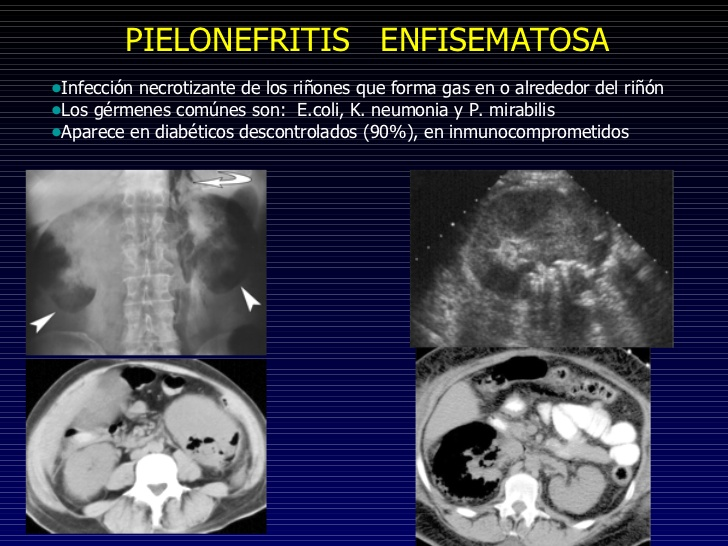 PIELONEFRITIS ENFISEMATOSA
●Infección necrotizante de los riñones que forma gas en o alrededor del riñón
●Los gérmenes comúnes son: E.coli, K. neumonia y P. mirabilis
●Aparece en diabéticos descontrolados (90%), en inmunocomprometidos